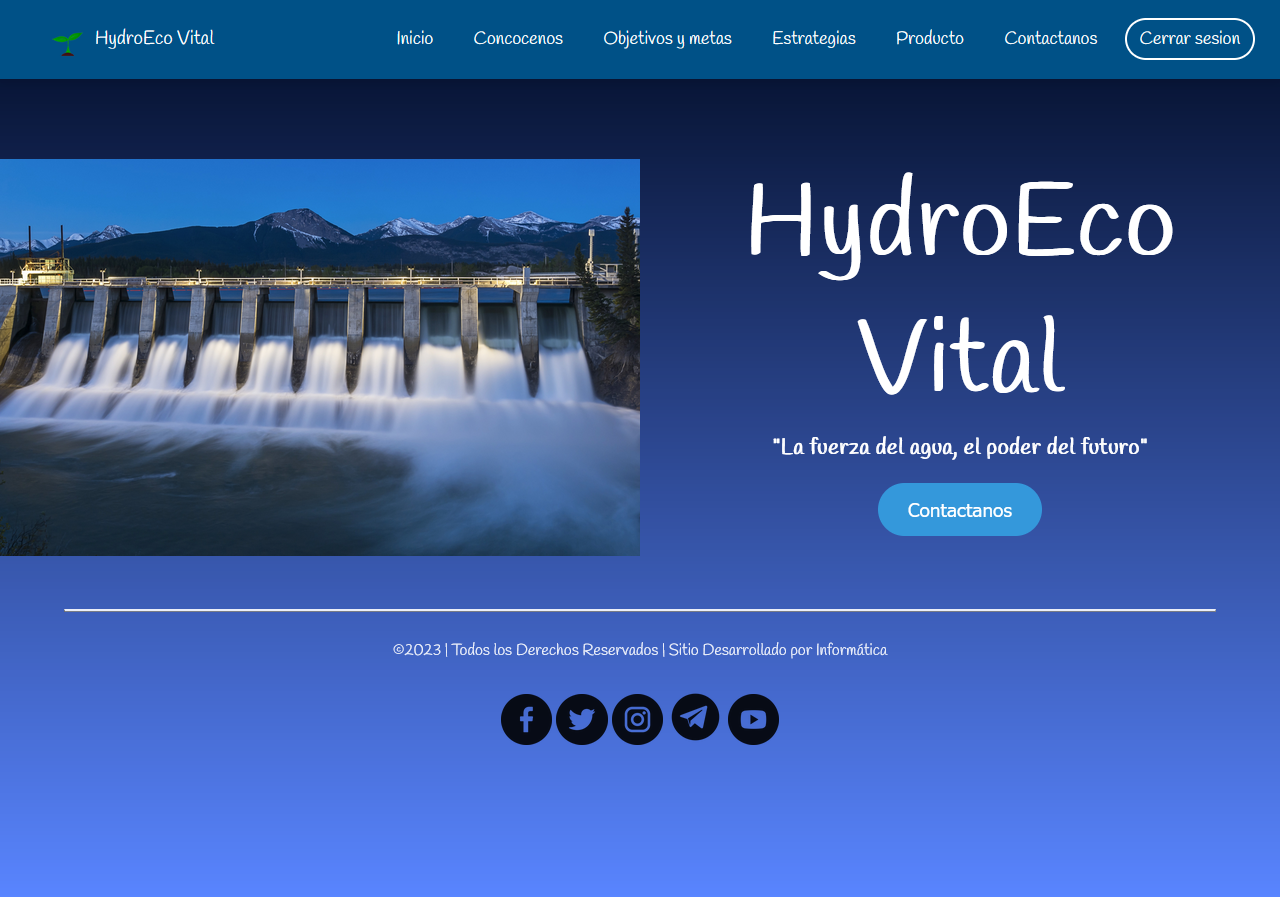 HydroEco Vital
Inicio
Concocenos
Objetivos y metas
Estrategias
Producto
Contactanos
Cerrar sesion
HydroEco
Vital
"La fuerza del agua, el poder del futuro"
Contactanos
©2023 | Todos los Derechos Reservados | Sitio Desarrollado por Informática